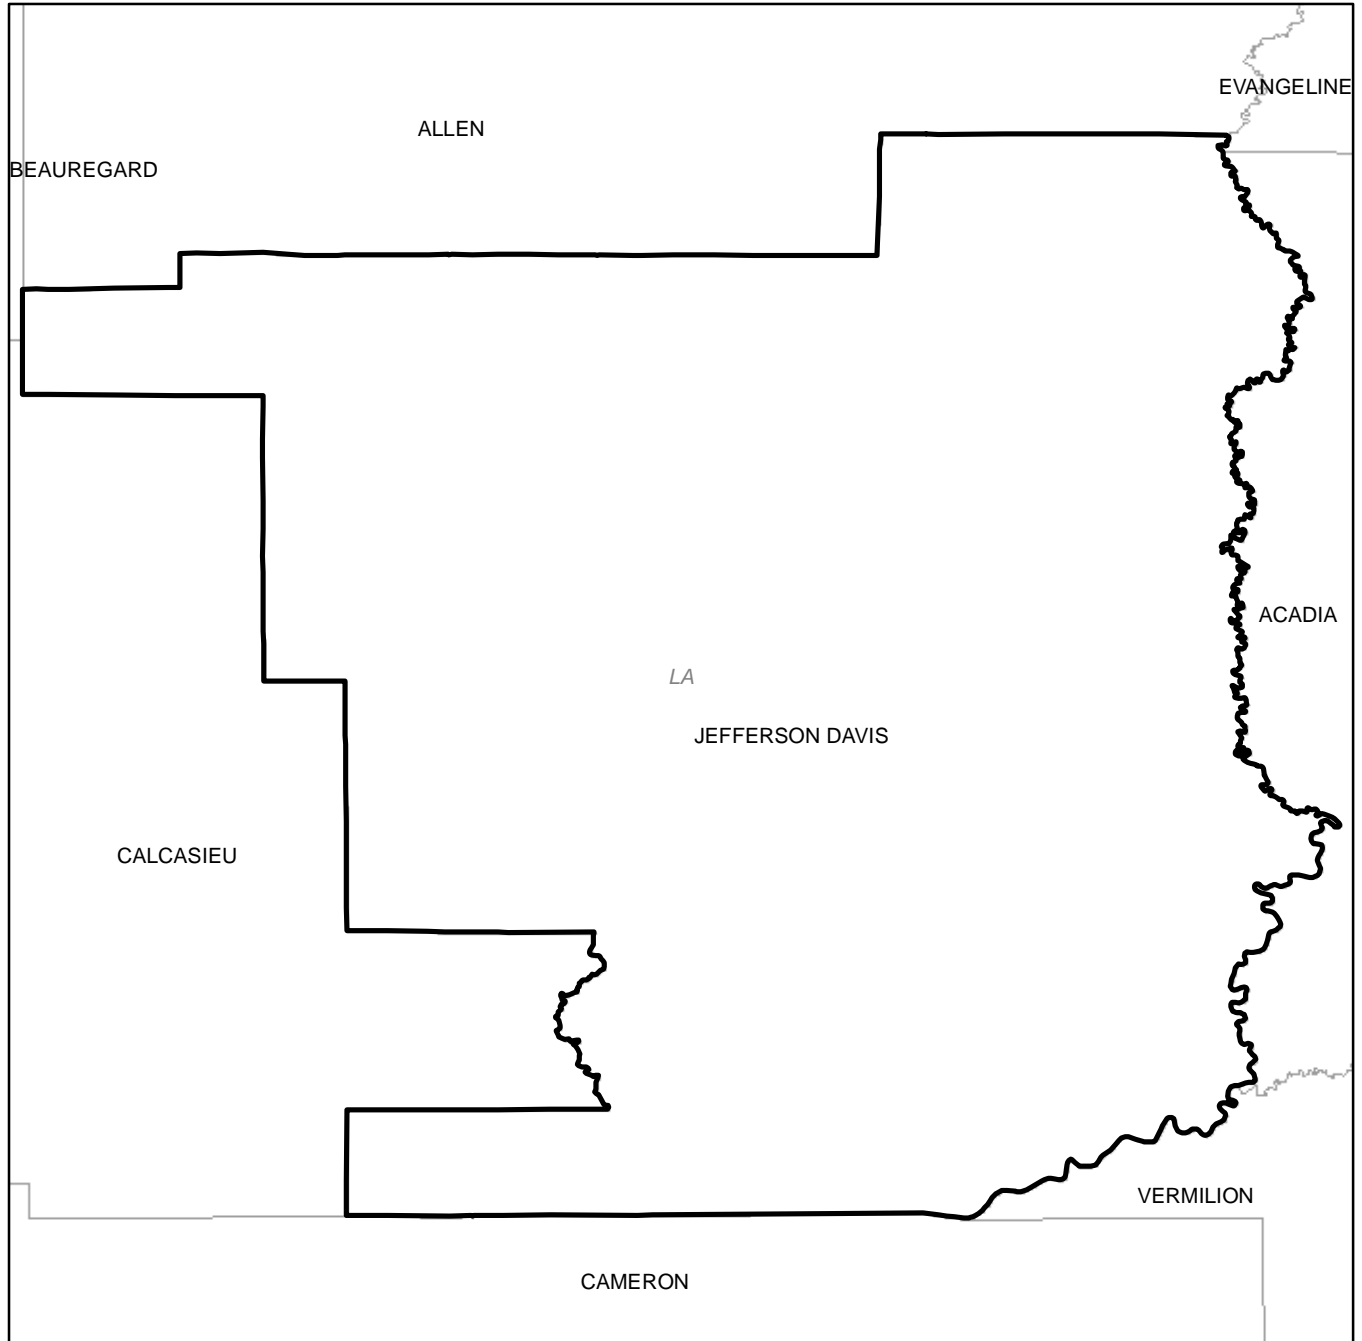 EVANGELINE
ALLEN
BEAUREGARD
ACADIA
LA
JEFFERSON DAVIS
CALCASIEU
VERMILION
CAMERON